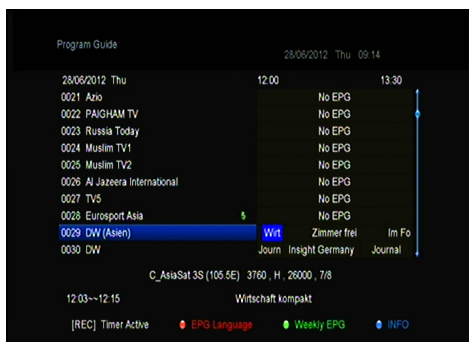 Program Guide
28/06/2012 Thu 09:14
28/06/2012 Thu 12:00 13:30
0021 Azio No EPG
0022 PAIGHAM TV No EPG
0023 Russia Today No EPG
0024 Muslim TV1 No EPG
0025 Muslim TV2 No EPG
0026 Al Jazeera International No EPG
0027 TV5 No EPG
0028 Eurosport Asia $ No EPG
0029 DW (Asien) Wirt Zimmer frei Im Fo
0030 DW Journ Insight Germany Journal
C_AsiaSat 3S (105.5E) 3760 , H , 26000 , 7/8
12:03~~12:15 Wirtschaft kompakt
[REC] Timer Active EPG Language Weekly EPG INFO